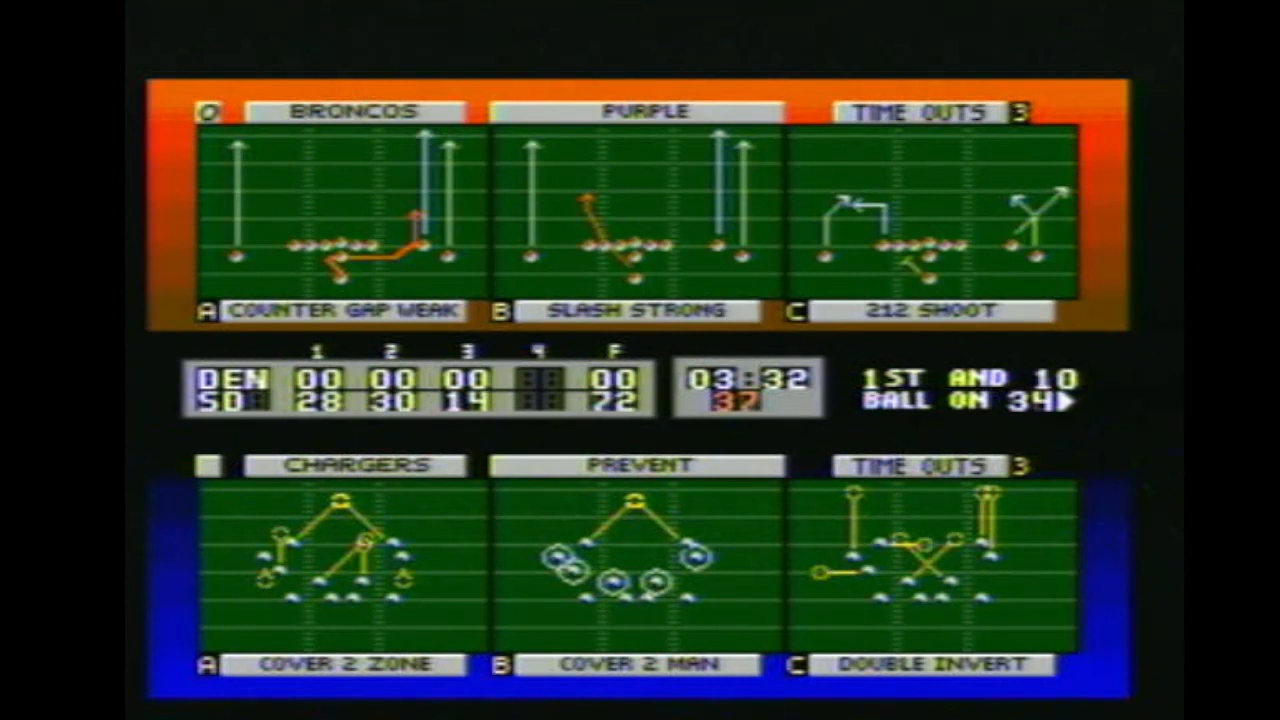 0 BRONCOS PURPLE TIME OUTS 3
A COUNTER GAP WEAK B SLASH STRONG C 212 SHOOT
1 2 3 4 F
DEN 00 00 00 00 03:32 1ST AND 10
SD 28 30 14 72 37 BALL ON 34
CHARGERS PREVENT TIME OUTS 3
A COVER 2 ZONE B COVER 2 MAN C DOUBLE INVERT